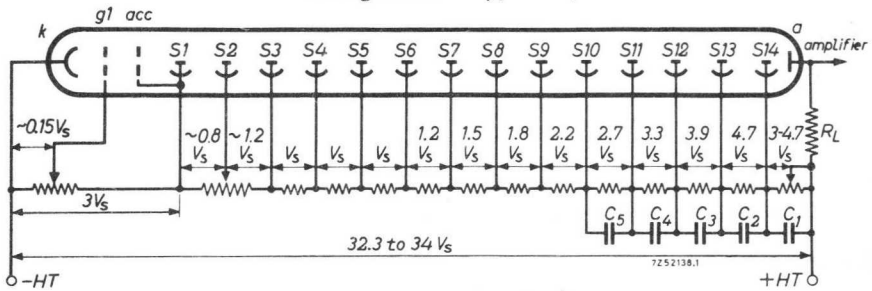 g1 acc
k a
S1 S2 S3 S4 S5 S6 S7 S8 S9 S10 S11 S12 S13 S14 amplifier
~0.15Vs ~0.8 Vs ~1.2 Vs Vs Vs Vs 1.2 Vs 1.5 Vs 1.8 Vs 2.2 Vs 2.7 Vs 3.3 Vs 3.9 Vs 4.7 Vs 3-4.7 Vs RL
3Vs
C5 C4 C3 C2 C1
32.3 to 34 Vs
7Z52138.1
-HT +HT